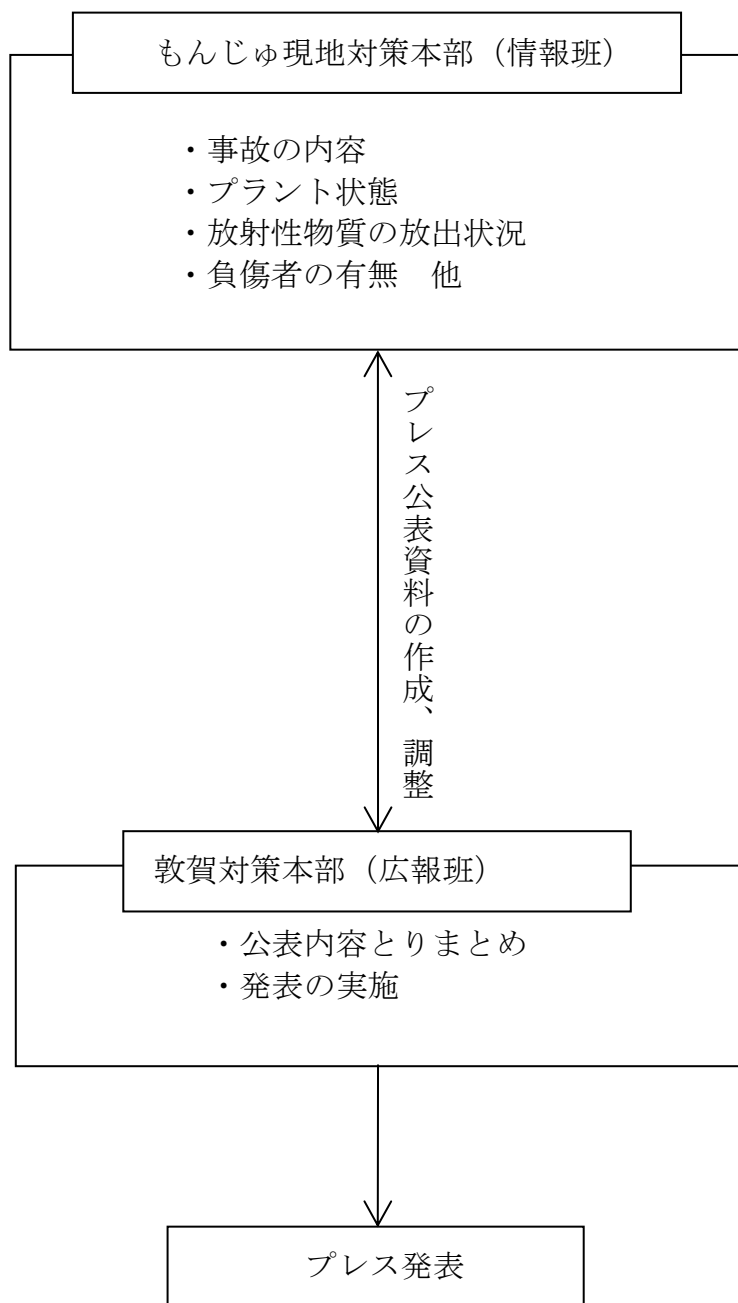 もんじゅ現地対策本部（情報班）
・事故の内容
・プラント状態
・放射性物質の放出状況
・負傷者の有無　他
プレス公表資料の作成、調整
敦賀対策本部（広報班）
・公表内容とりまとめ
・発表の実施
プレス発表